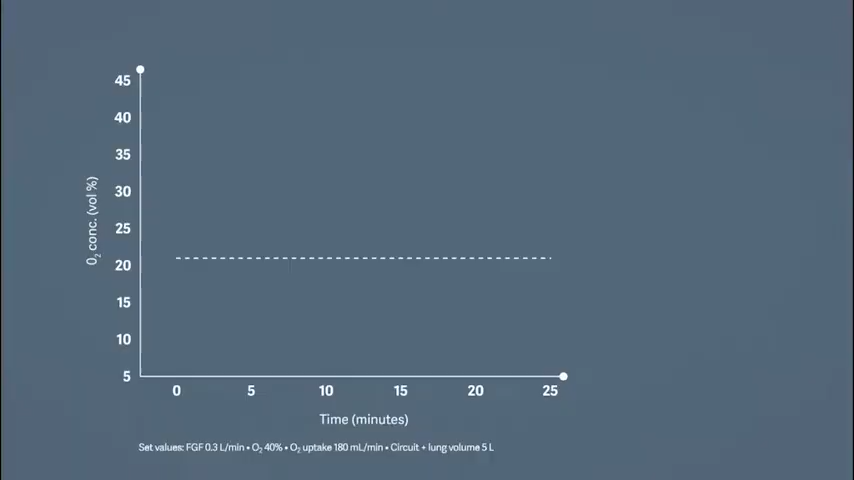 45
40
35
30
25
20
15
10
5
O₂ conc. (vol %)
0 5 10 15 20 25
Time (minutes)
Set values: FGF 0.3 L/min • O₂ 40% • O₂ uptake 180 mL/min • Circuit + lung volume 5 L